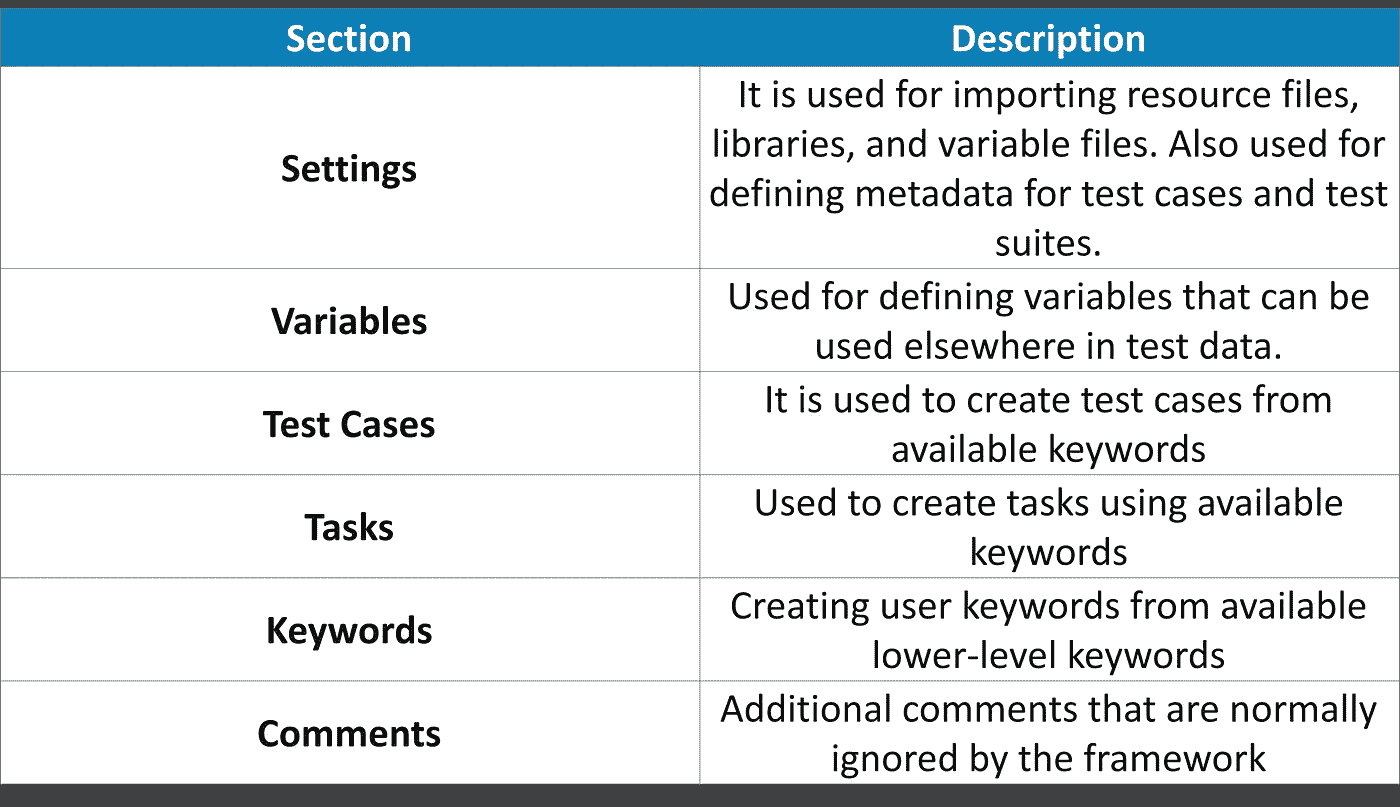 Section
Description
Settings
It is used for importing resource files,
libraries, and variable files. Also used for
defining metadata for test cases and test
suites.
Variables
Used for defining variables that can be
used elsewhere in test data.
Test Cases
It is used to create test cases from
available keywords
Tasks
Used to create tasks using available
keywords
Keywords
Creating user keywords from available
lower-level keywords
Comments
Additional comments that are normally
ignored by the framework